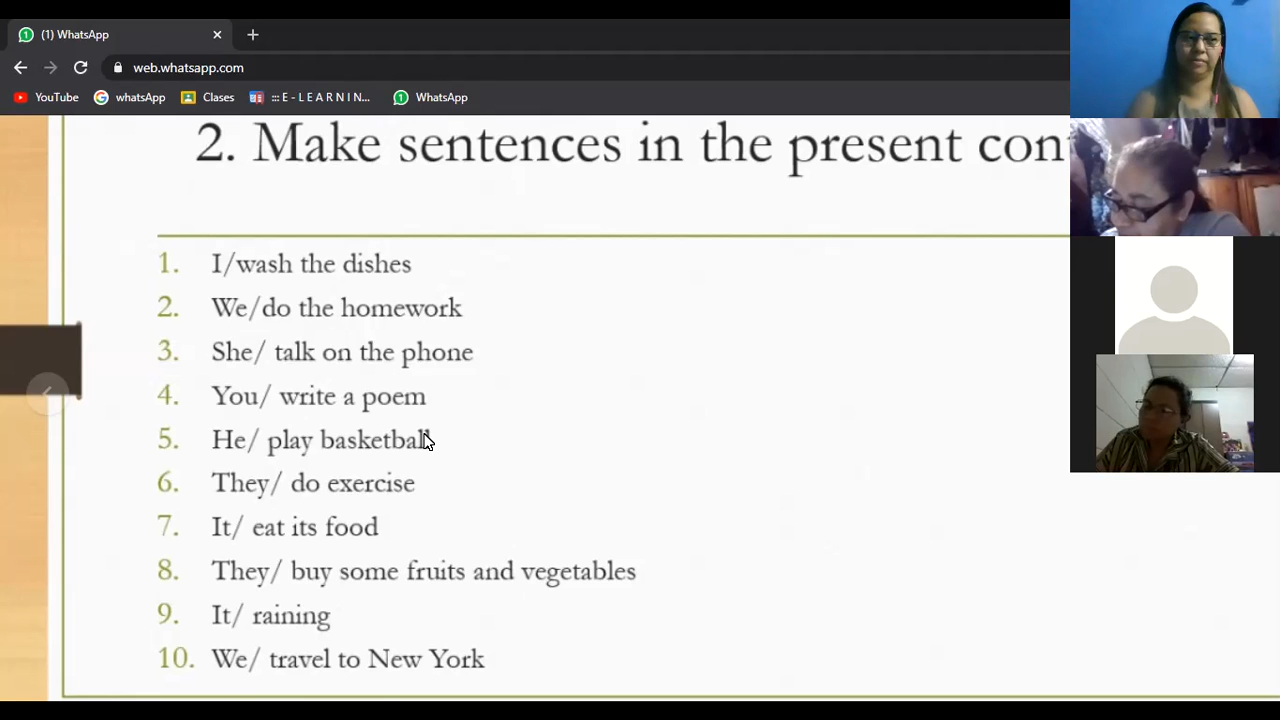 (1) WhatsApp
web.whatsapp.com
YouTube whatsApp Clases ::: E - L E A R N I N... WhatsApp
2. Make sentences in the present con
1. I/wash the dishes
2. We/do the homework
3. She/ talk on the phone
4. You/ write a poem
5. He/ play basketball
6. They/ do exercise
7. It/ eat its food
8. They/ buy some fruits and vegetables
9. It/ raining
10. We/ travel to New York